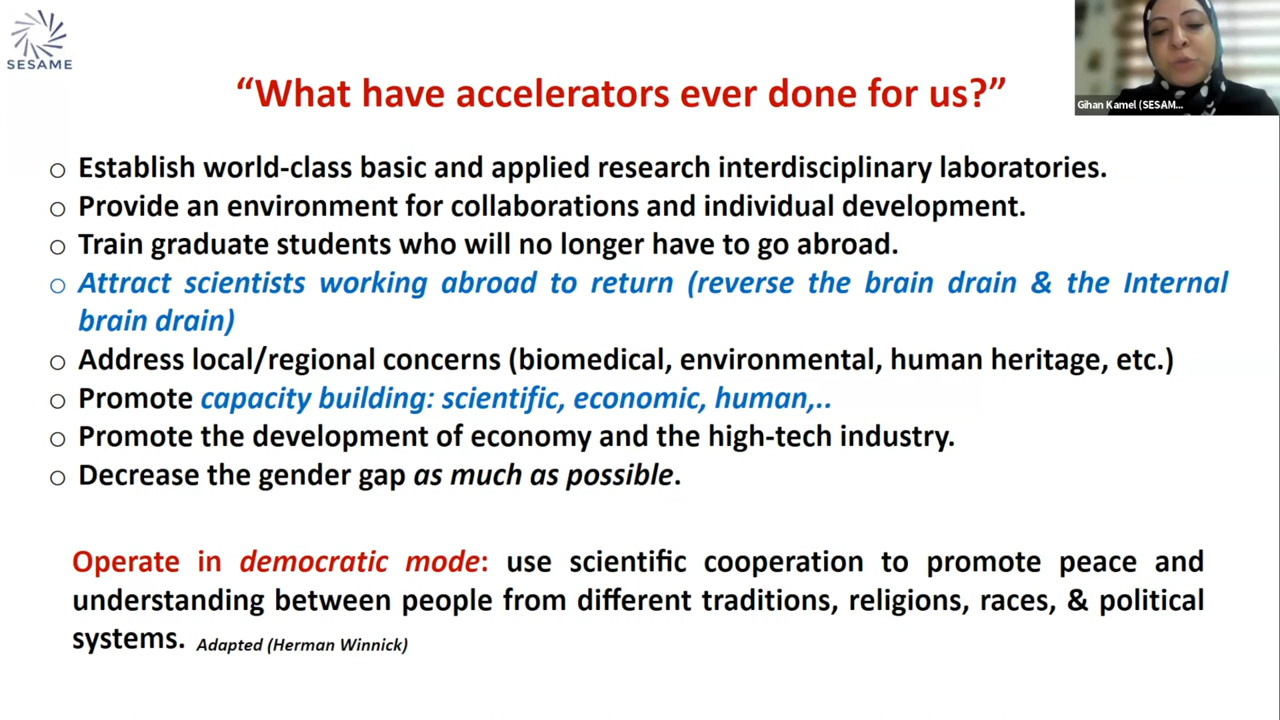 SESAME
Gihan Kamel (SESAM...
“What have accelerators ever done for us?”
o Establish world-class basic and applied research interdisciplinary laboratories.
o Provide an environment for collaborations and individual development.
o Train graduate students who will no longer have to go abroad.
o Attract scientists working abroad to return (reverse the brain drain & the Internal
brain drain)
o Address local/regional concerns (biomedical, environmental, human heritage, etc.)
o Promote capacity building: scientific, economic, human,..
o Promote the development of economy and the high-tech industry.
o Decrease the gender gap as much as possible.
Operate in democratic mode: use scientific cooperation to promote peace and
understanding between people from different traditions, religions, races, & political
systems. Adapted (Herman Winnick)